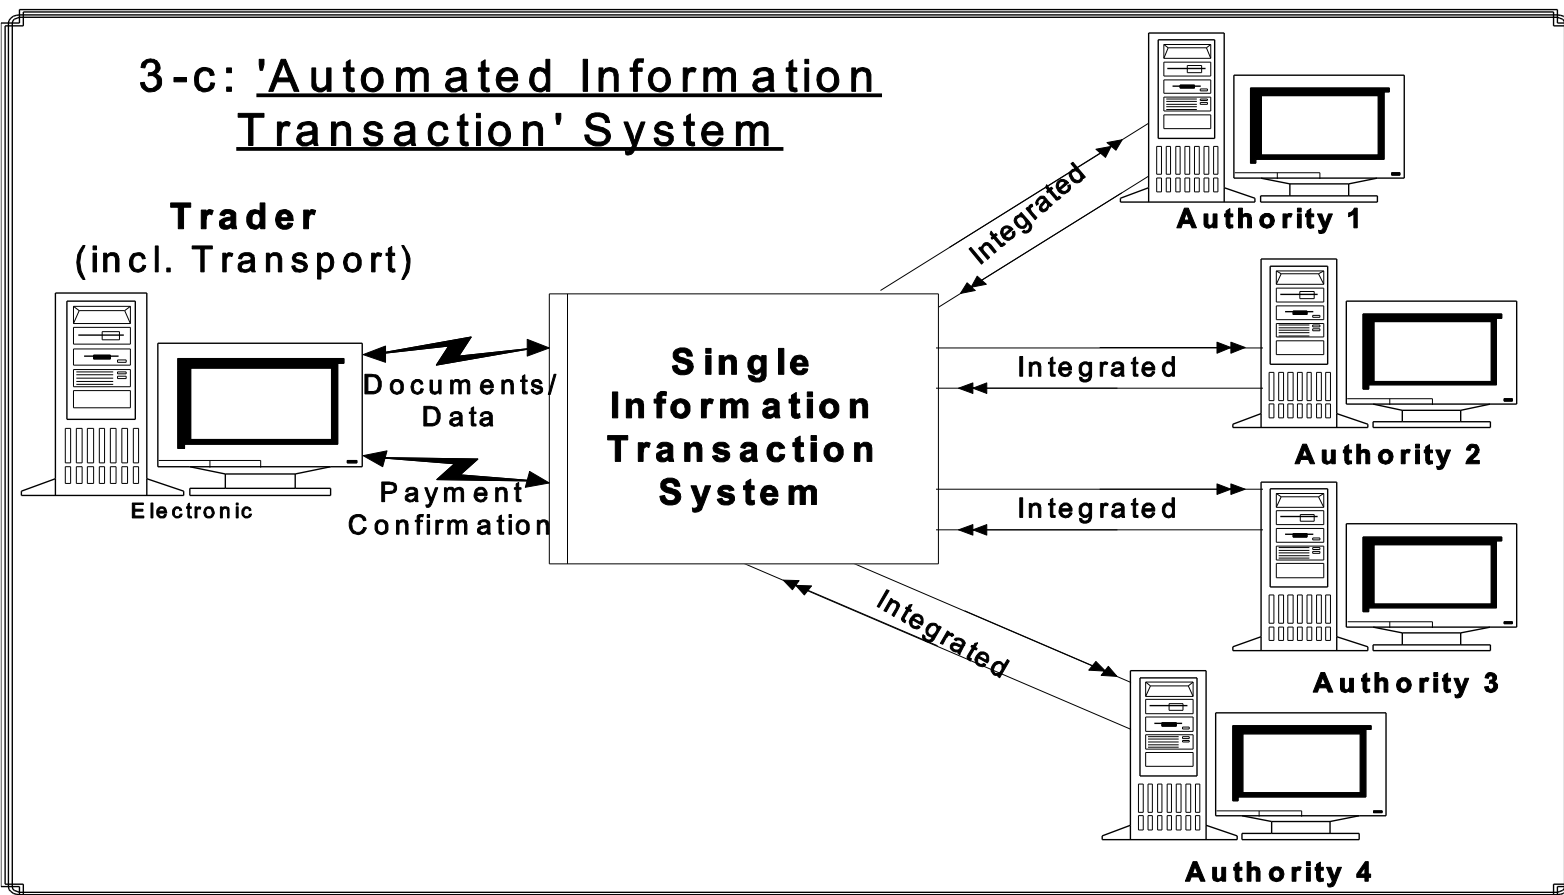 3-c: 'Automated Information
Transaction' System
Trader
(incl. Transport)
Electronic
Documents/
Data
Payment
Confirmation
Single
Information
Transaction
System
Integrated
Authority 1
Integrated
Authority 2
Integrated
Authority 3
Integrated
Authority 4